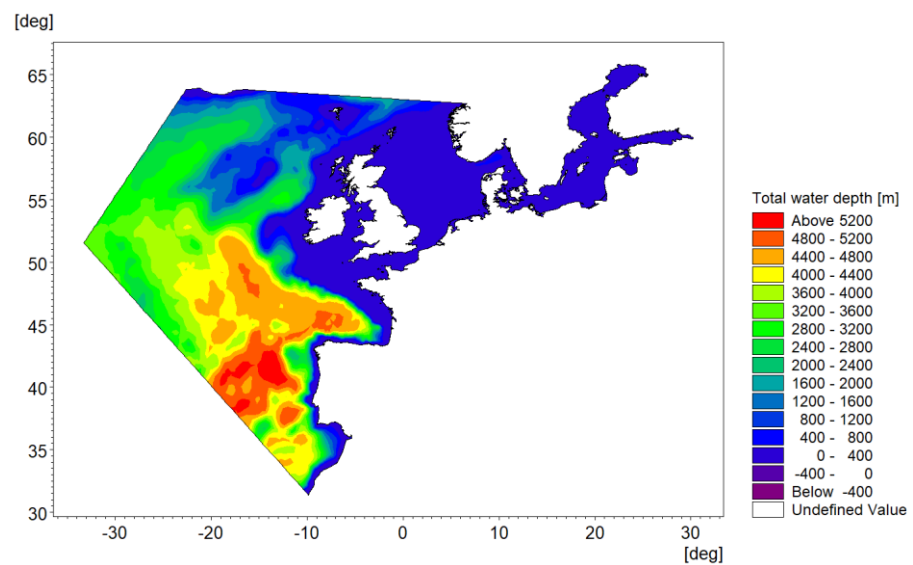 [deg]
65
60
55
50
45
40
35
30
-30
-20
-10
0
10
20
30
[deg]
Total water depth [m]
Above 5200
4800 - 5200
4400 - 4800
4000 - 4400
3600 - 4000
3200 - 3600
2800 - 3200
2400 - 2800
2000 - 2400
1600 - 2000
1200 - 1600
800 - 1200
400 - 800
0 - 400
-400 - 0
Below -400
Undefined Value